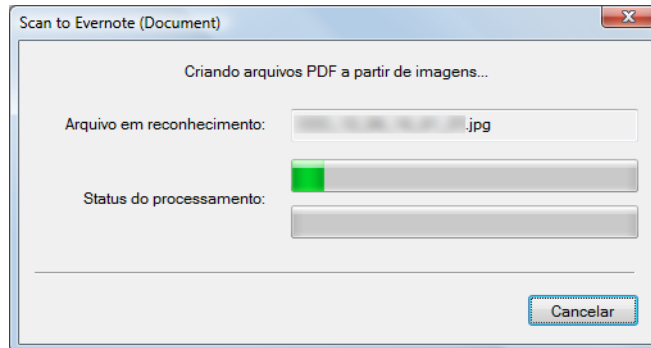 Scan to Evernote (Document)
Criando arquivos PDF a partir de imagens...
Arquivo em reconhecimento: .jpg
Status do processamento:
Cancelar